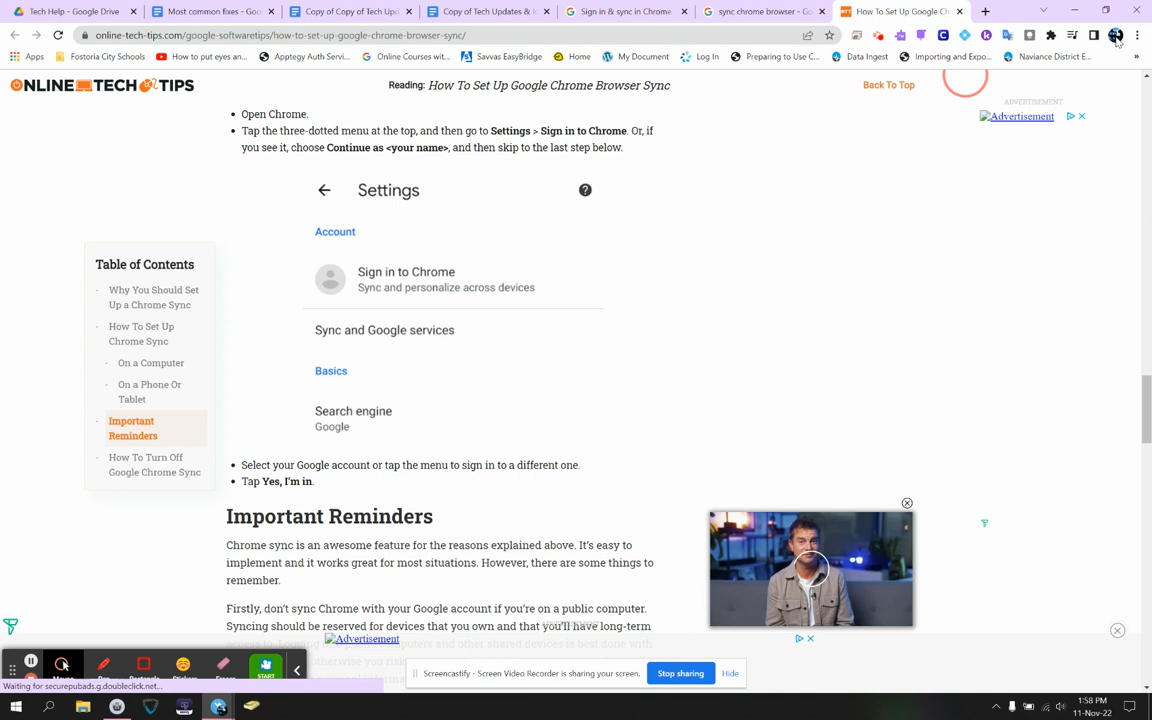 Tech Help - Google Drive
Most common fixes - Goog
Copy of Copy of Tech Upd
Copy of Tech Updates & I
Sign in & sync in Chrome
sync chrome browser - Go
How To Set Up Google Ch
online-tech-tips.com/google-softwaretips/how-to-set-up-google-chrome-browser-sync/
Apps
Fostoria City Schools
How to put eyes an...
Apptegy Auth Servi...
Online Courses wit...
Savvas EasyBridge
Home
My Document
Log In
Preparing to Use C...
Data Ingest
Importing and Expo...
Naviance District E...
»
ONLINE TECH TIPS
Reading: How To Set Up Google Chrome Browser Sync
Back To Top
ADVERTISEMENT
Advertisement
• Open Chrome.
• Tap the three-dotted menu at the top, and then go to Settings > Sign in to Chrome. Or, if
you see it, choose Continue as <your name>, and then skip to the last step below.
Settings
Account
Sign in to Chrome
Sync and personalize across devices
Sync and Google services
Basics
Search engine
Google
Table of Contents
- Why You Should Set
Up a Chrome Sync
- How To Set Up
Chrome Sync
- On a Computer
- On a Phone Or
Tablet
- Important
Reminders
- How To Turn Off
Google Chrome Sync
• Select your Google account or tap the menu to sign in to a different one.
• Tap Yes, I'm in.
Important Reminders
Chrome sync is an awesome feature for the reasons explained above. It's easy to
implement and it works great for most situations. However, there are some things to
remember.
Firstly, don't sync Chrome with your Google account if you're on a public computer.
Syncing should be reserved for devices that you own and that you'll have long-term
Advertisement
Screencastify - Screen Video Recorder is sharing your screen.
Stop sharing
Hide
START
Waiting for securepubads.g.doubleclick.net...
1:58 PM
11-Nov-22